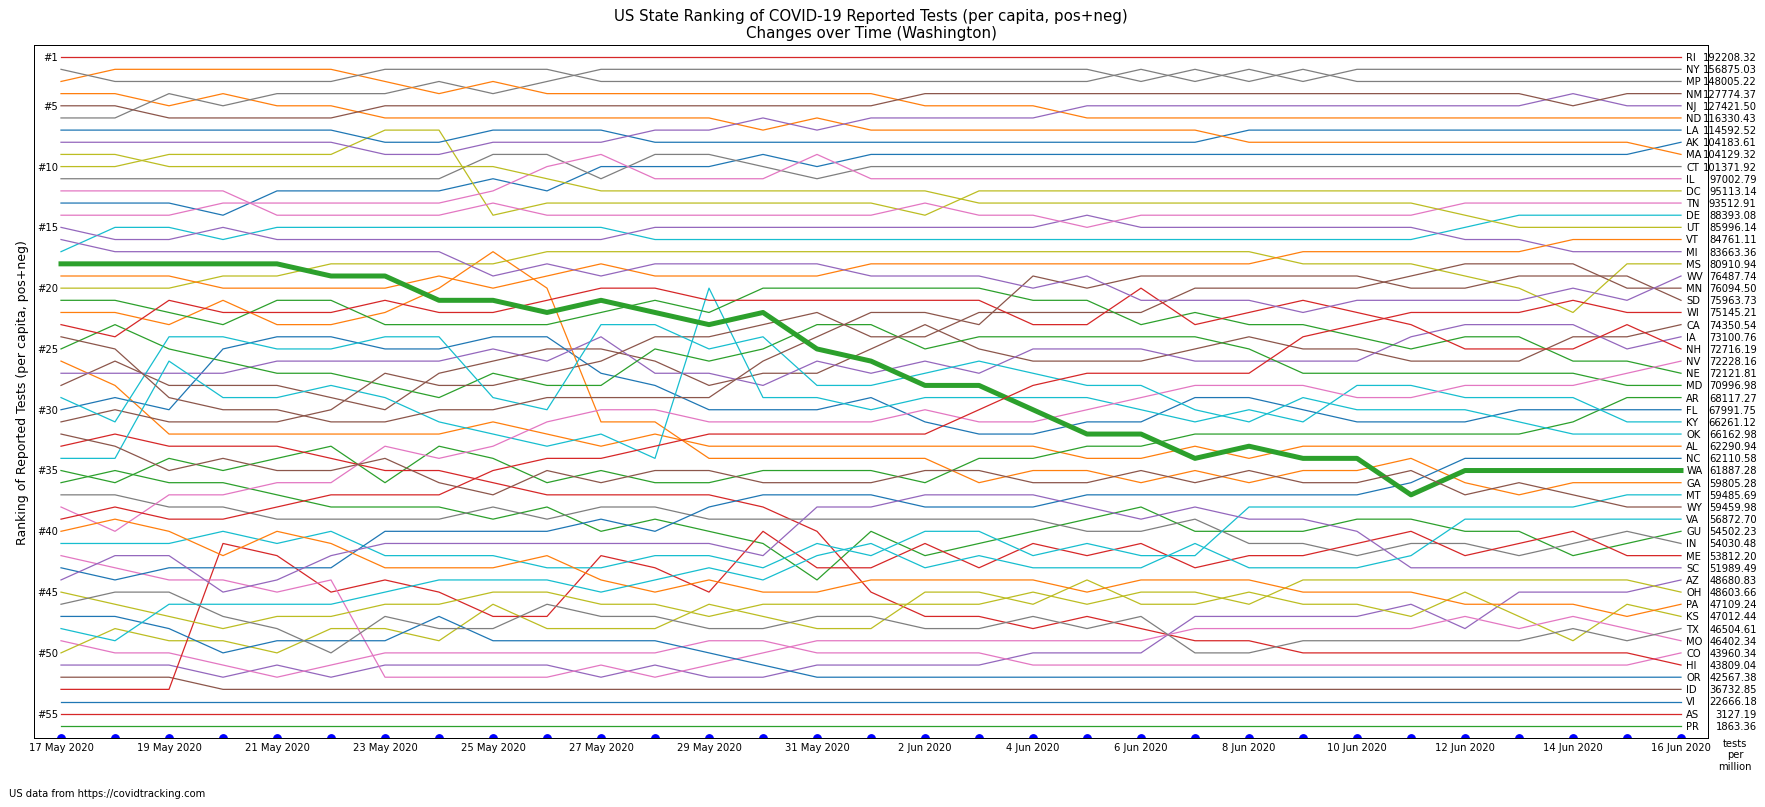 US State Ranking of COVID-19 Reported Tests (per capita, pos+neg)
Changes over Time (Washington)
Ranking of Reported Tests (per capita, pos+neg)
#1
#5
#10
#15
#20
#25
#30
#35
#40
#45
#50
#55
RI 192208.32
NY 156875.03
MP 148005.22
NM 127774.37
NJ 127421.50
ND 116330.43
LA 114592.52
AK 104183.61
MA 104129.32
CT 101371.92
IL 97002.79
DC 95113.14
TN 93512.91
DE 88393.08
UT 85996.14
VT 84761.11
MI 83663.36
MS 80910.94
WV 76487.74
MN 76094.50
SD 75963.73
WI 75145.21
CA 74350.54
IA 73100.76
NH 72716.19
NV 72228.16
NE 72121.81
MD 70996.98
AR 68117.27
FL 67991.75
KY 66261.12
OK 66162.98
AL 62290.94
NC 62110.58
WA 61887.28
GA 59805.28
MT 59485.69
WY 59459.98
VA 56872.70
GU 54502.23
IN 54030.48
ME 53812.20
SC 51989.49
AZ 48680.83
OH 48603.66
PA 47109.24
KS 47012.44
TX 46504.61
MO 46402.34
CO 43960.34
HI 43809.04
OR 42567.38
ID 36732.85
VI 22666.18
AS 3127.19
PR 1863.36
17 May 2020 19 May 2020 21 May 2020 23 May 2020 25 May 2020 27 May 2020 29 May 2020 31 May 2020 2 Jun 2020 4 Jun 2020 6 Jun 2020 8 Jun 2020 10 Jun 2020 12 Jun 2020 14 Jun 2020 16 Jun 2020
tests
per
million
US data from https://covidtracking.com